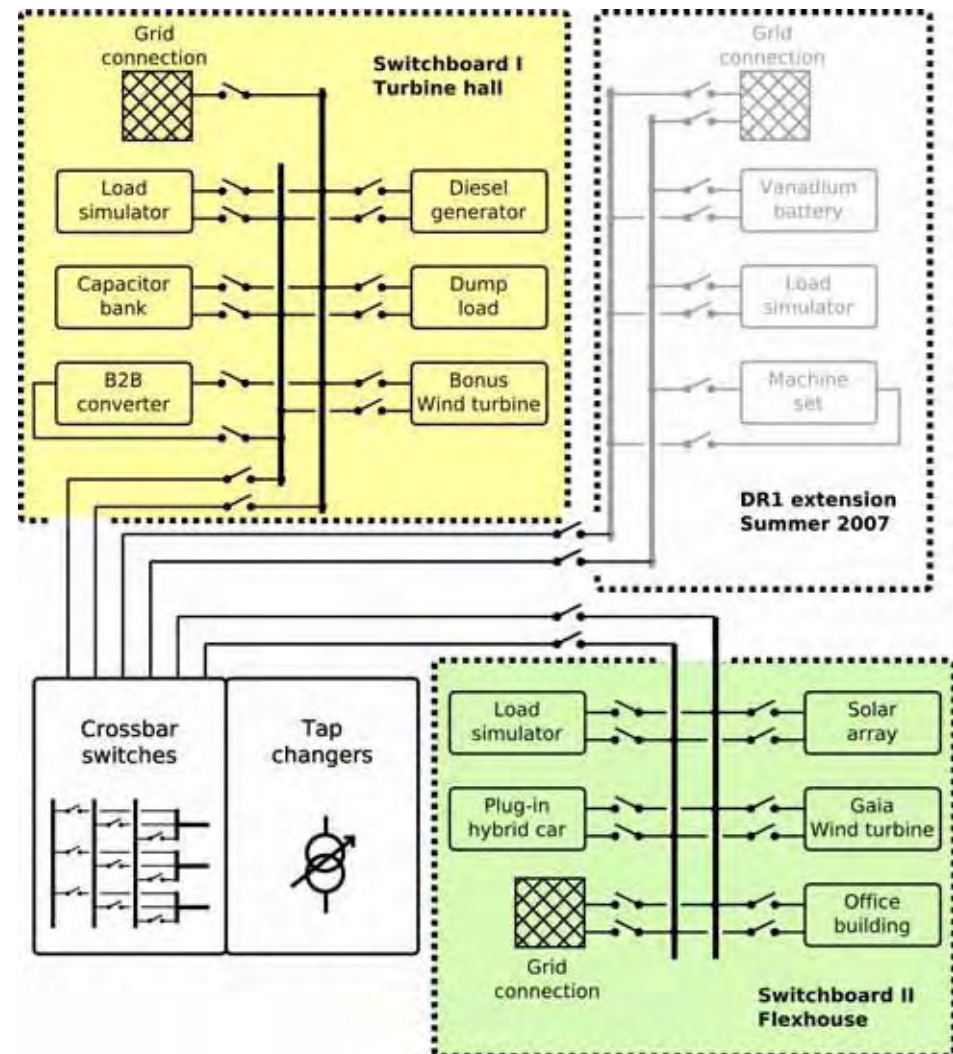 Grid
connection
Switchboard I
Turbine hall
Load
simulator
Diesel
generator
Capacitor
bank
Dump
load
B2B
converter
Bonus
Wind turbine
Grid
connection
Vanadium
battery
Load
simulator
Machine
set
DR1 extension
Summer 2007
Crossbar
switches
Tap
changers
Load
simulator
Solar
array
Plug-in
hybrid car
Gaia
Wind turbine
Office
building
Grid
connection
Switchboard II
Flexhouse